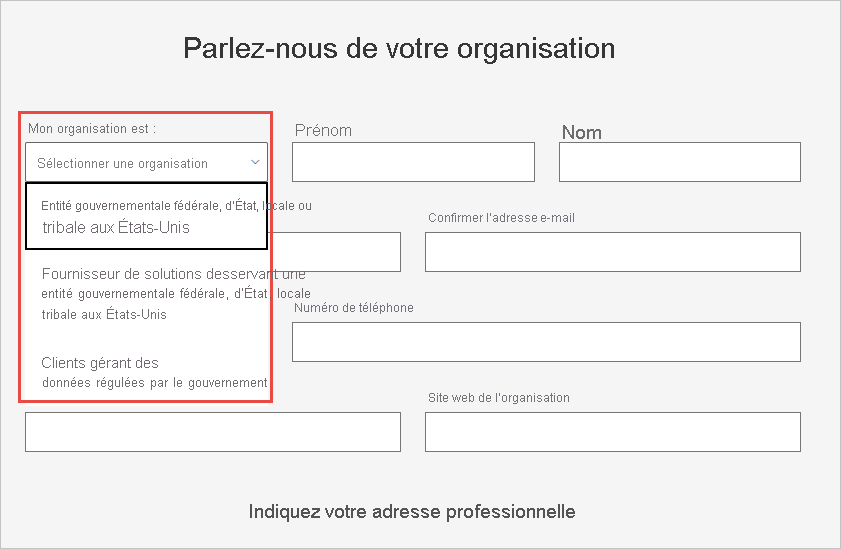 Parlez-nous de votre organisation
Mon organisation est :
Prénom
Nom
Sélectionner une organisation
Entité gouvernementale fédérale, d'État, locale ou
tribale aux États-Unis
Confirmer l'adresse e-mail
Fournisseur de solutions desservant une
entité gouvernementale fédérale, d'État, locale
tribale aux États-Unis
Numéro de téléphone
Clients gérant des
données régulées par le gouvernement
Site web de l'organisation
Indiquez votre adresse professionnelle